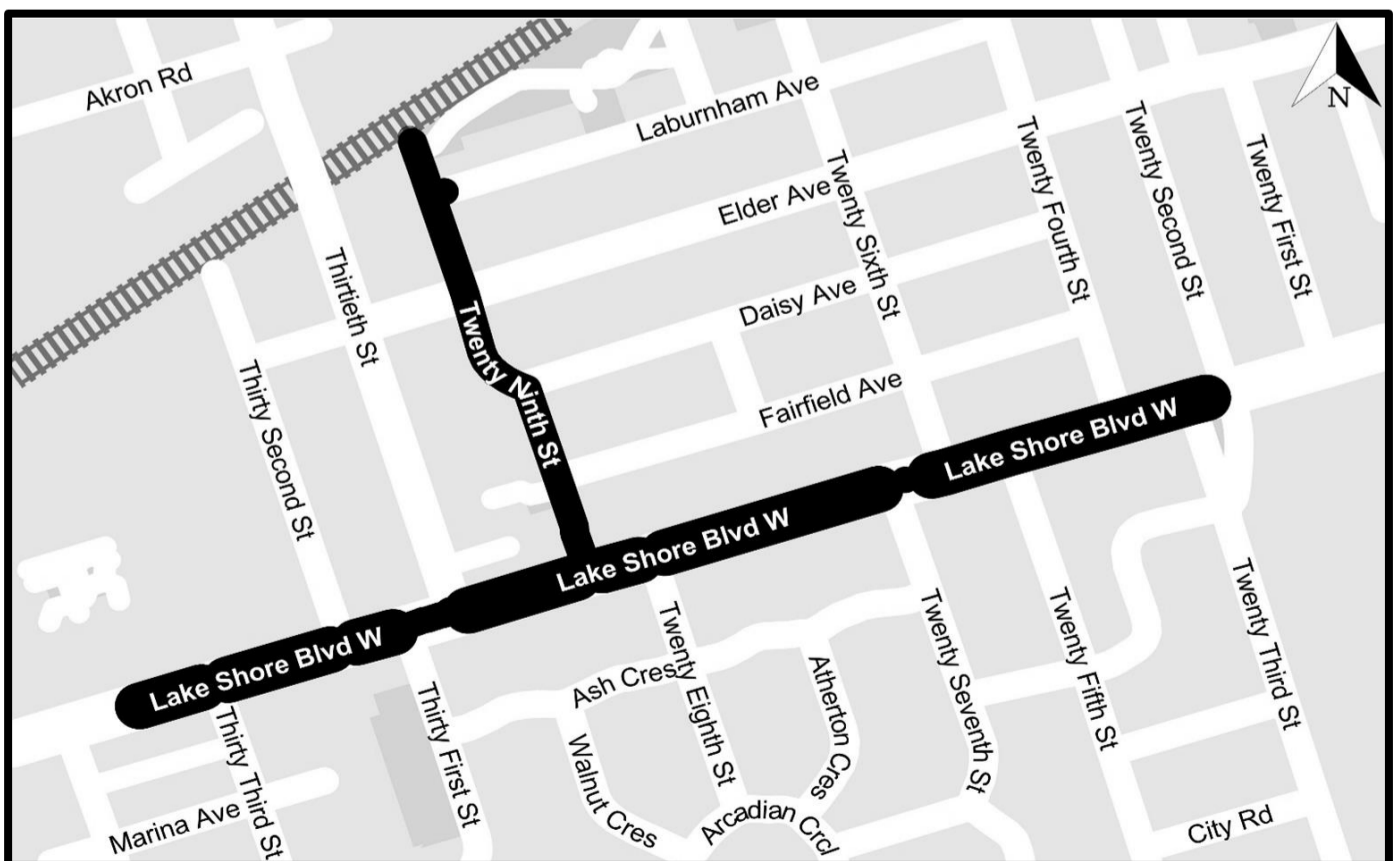 Akron Rd
Laburnham Ave
N
Elder Ave
Twenty Sixth St
Twenty Fourth St
Twenty Second St
Twenty First St
Thirtieth St
Daisy Ave
Twenty Ninth St
Thirty Second St
Fairfield Ave
Lake Shore Blvd W
Lake Shore Blvd W
Lake Shore Blvd W
Ash Cres
Twenty Eighth St
Atherton Cres
Twenty Seventh St
Twenty Fifth St
Twenty Third St
Thirty Third St
Thirty First St
Walnut Cres
Marina Ave
Arcadian Crcl
City Rd